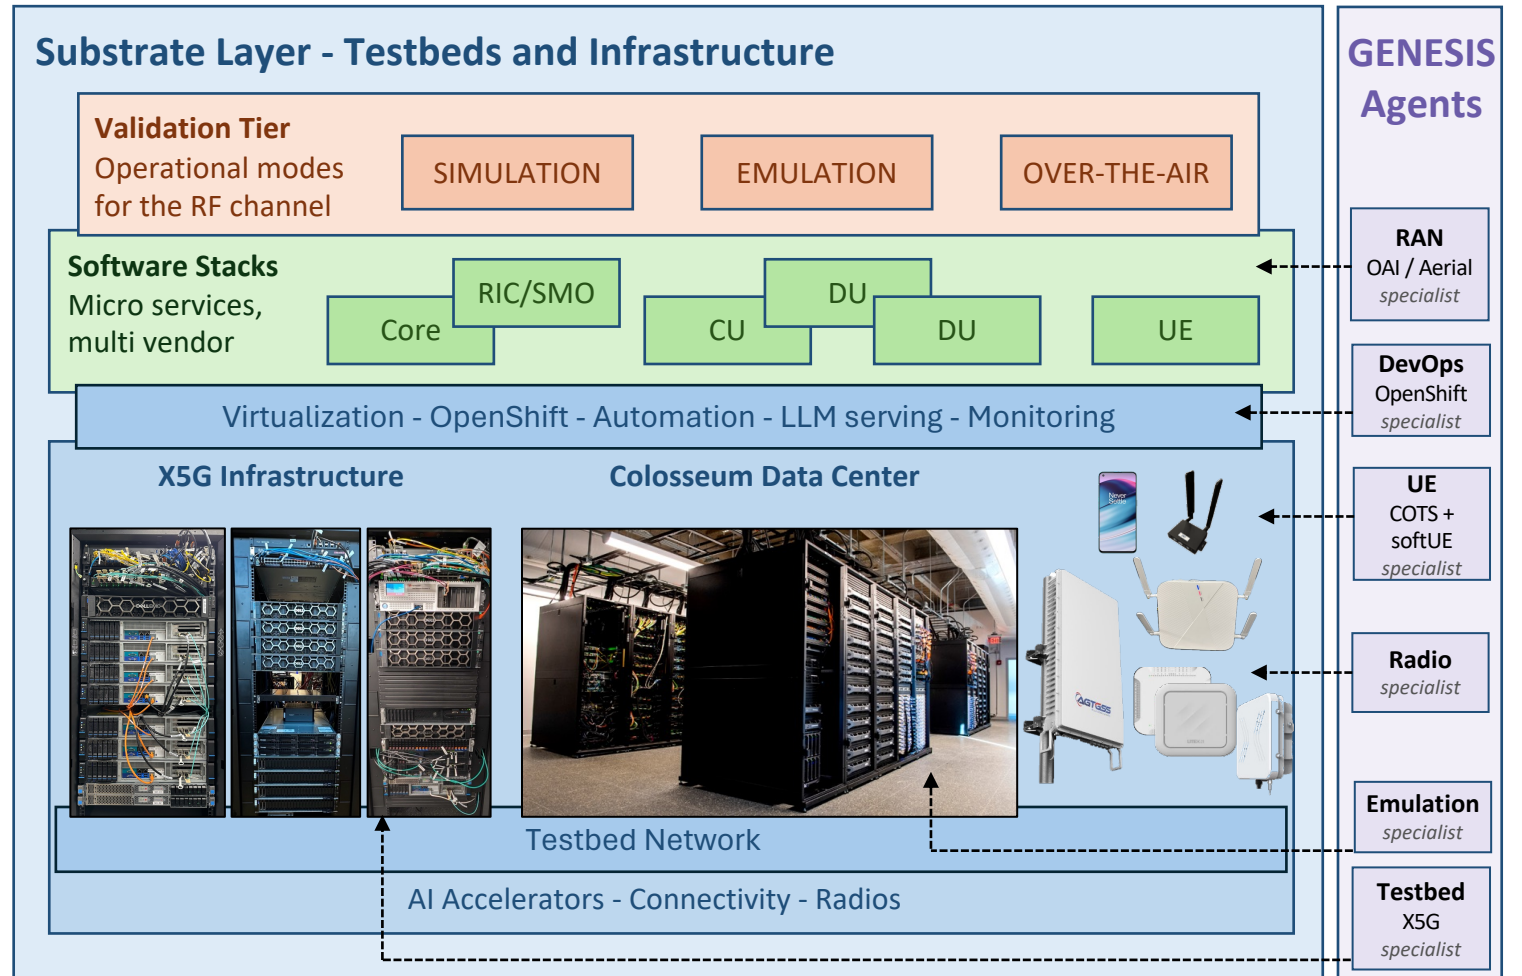 Substrate Layer - Testbeds and Infrastructure
Validation Tier
Operational modes
for the RF channel
SIMULATION
EMULATION
OVER-THE-AIR
Software Stacks
Micro services,
multi vendor
RIC/SMO
Core
DU
CU
DU
UE
Virtualization - OpenShift - Automation - LLM serving - Monitoring
X5G Infrastructure
Colosseum Data Center
Never
Settle
AGTGSS
Testbed Network
AI Accelerators - Connectivity - Radios
GENESIS
Agents
RAN
OAI / Aerial
specialist
DevOps
OpenShift
specialist
UE
COTS +
softUE
specialist
Radio
specialist
Emulation
specialist
Testbed
X5G
specialist